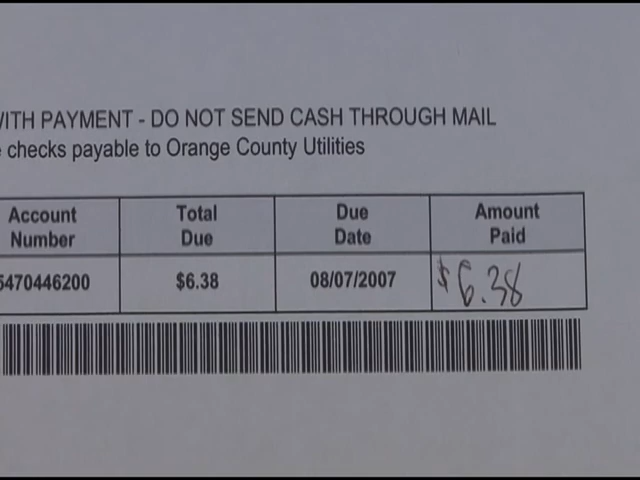 WITH PAYMENT - DO NOT SEND CASH THROUGH MAIL
checks payable to Orange County Utilities
Account Number
Total Due
Due Date
Amount Paid
5470446200
$6.38
08/07/2007
$6.38